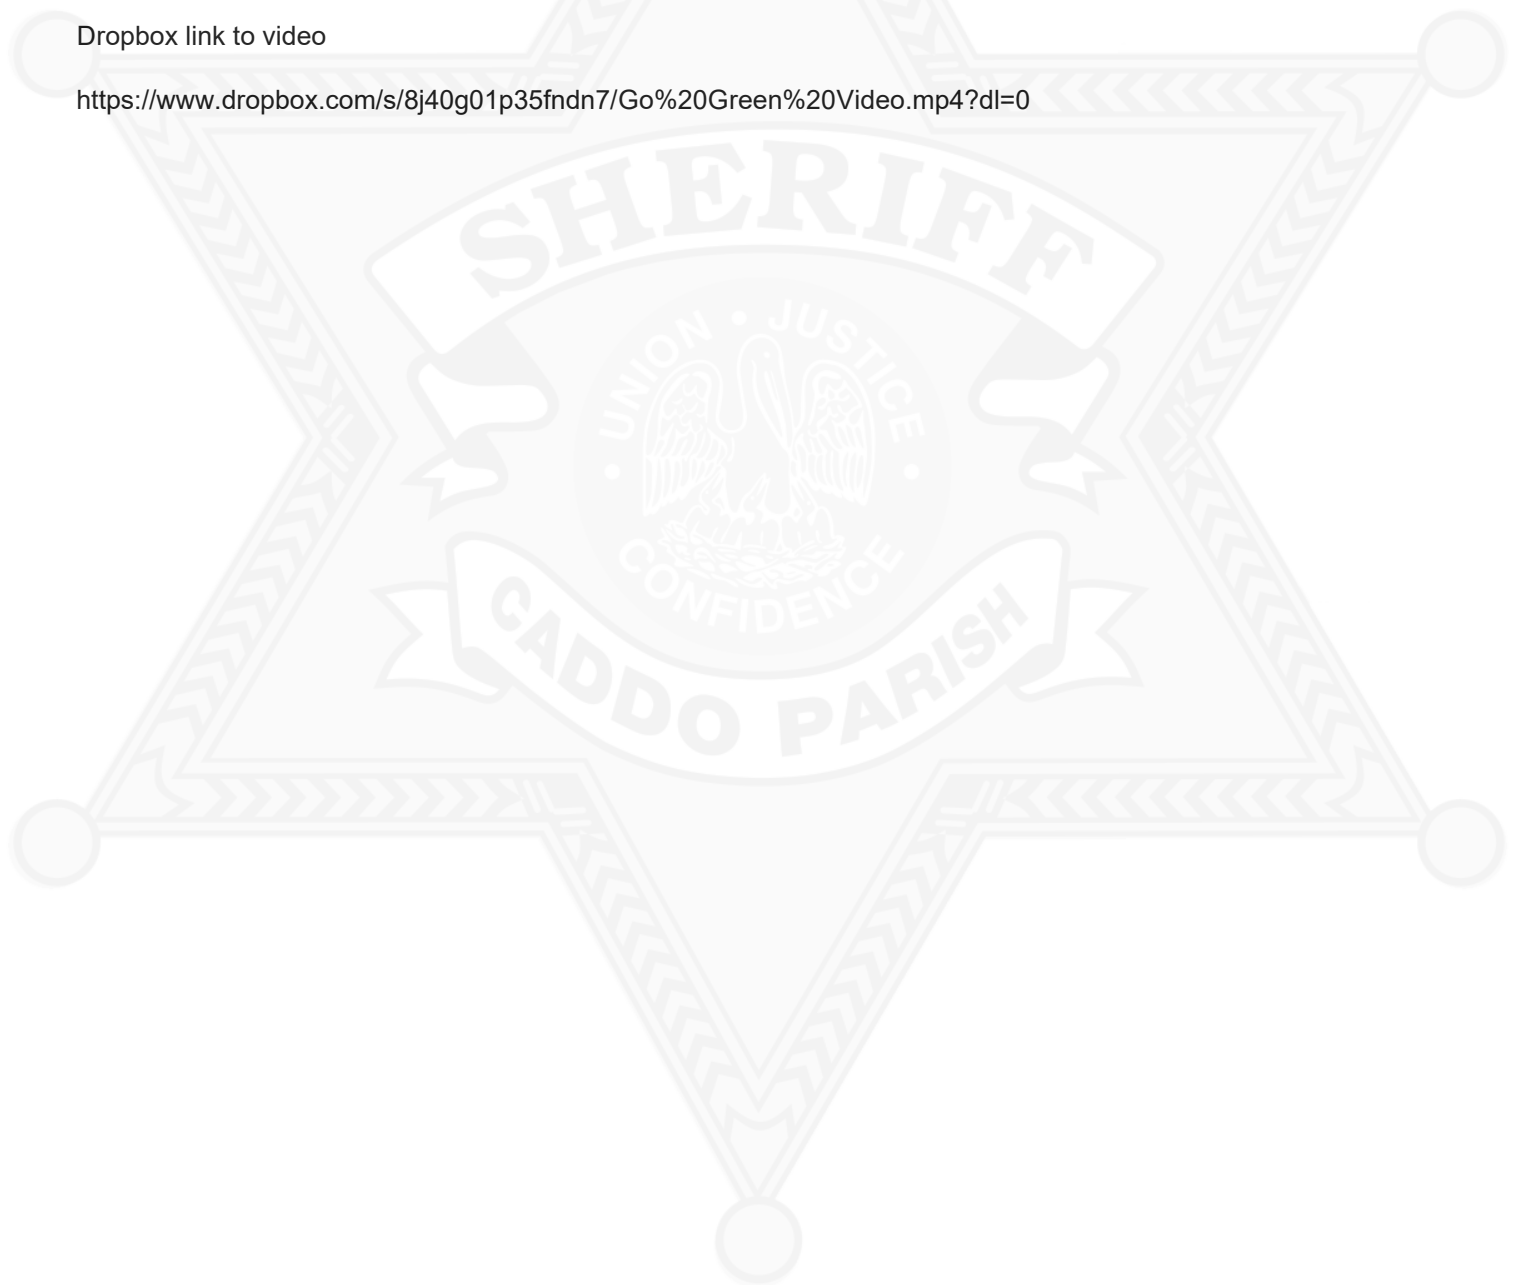 Dropbox link to video
https://www.dropbox.com/s/8j40g01p35fndn7/Go%20Green%20Video.mp4?dl=0
SHERIFF
UNION • JUSTICE
• CONFIDENCE •
CADDO PARISH